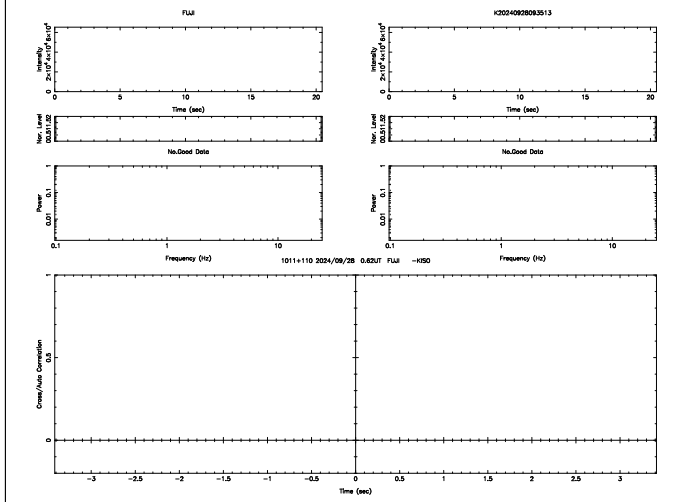 FUJI
K20240928093513
Intensity
2×10⁴ 4×10⁴ 6×10⁴
0
0 5 10 15 20
Time (sec)
Intensity
2×10⁴ 4×10⁴ 6×10⁴
0
0 5 10 15 20
Time (sec)
Nor. Level
00.511.52
Nor. Level
00.511.52
No.Good Data
No.Good Data
Power
0.01 0.1 1
0.1 1 10
Frequency (Hz)
Power
0.01 0.1 1
0.1 1 10
Frequency (Hz)
1011+110 2024/09/28 0.62UT FUJI -KISO
Cross/Auto Correlation
0 0.5 1
-3 -2.5 -2 -1.5 -1 -0.5 0 0.5 1 1.5 2 2.5 3
Time (sec)